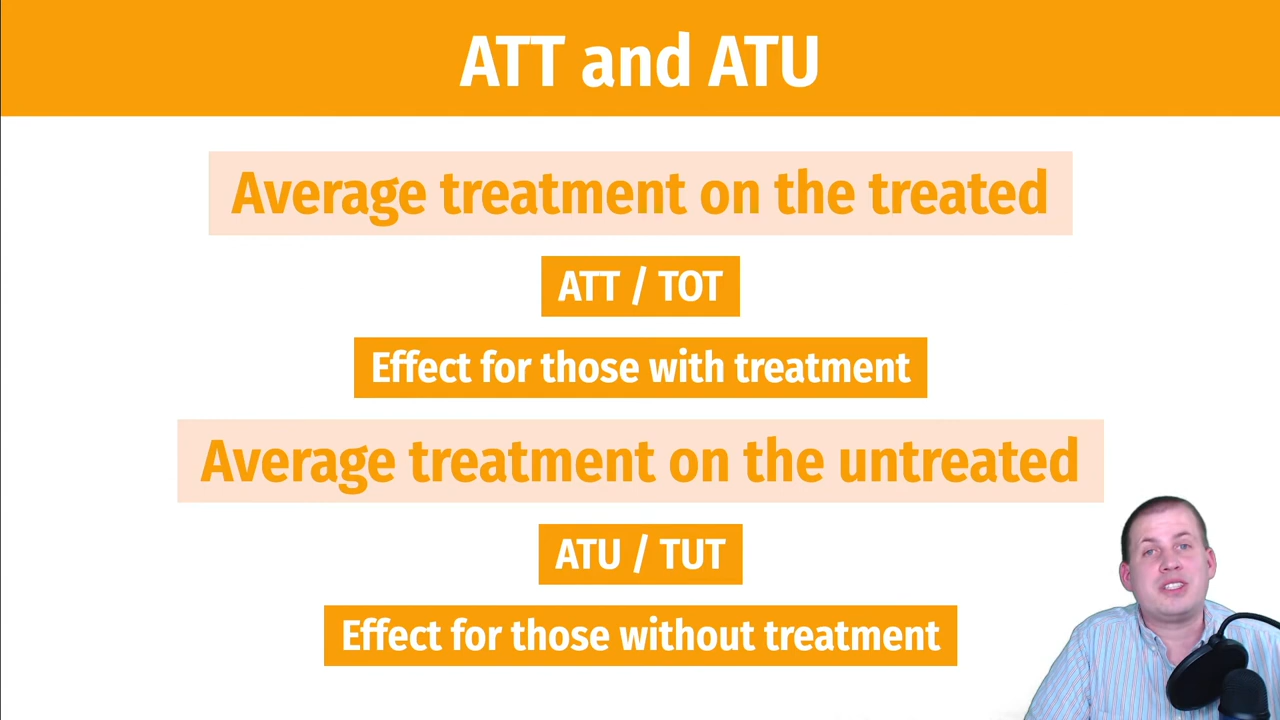 ATT and ATU
Average treatment on the treated
ATT / TOT
Effect for those with treatment
Average treatment on the untreated
ATU / TUT
Effect for those without treatment